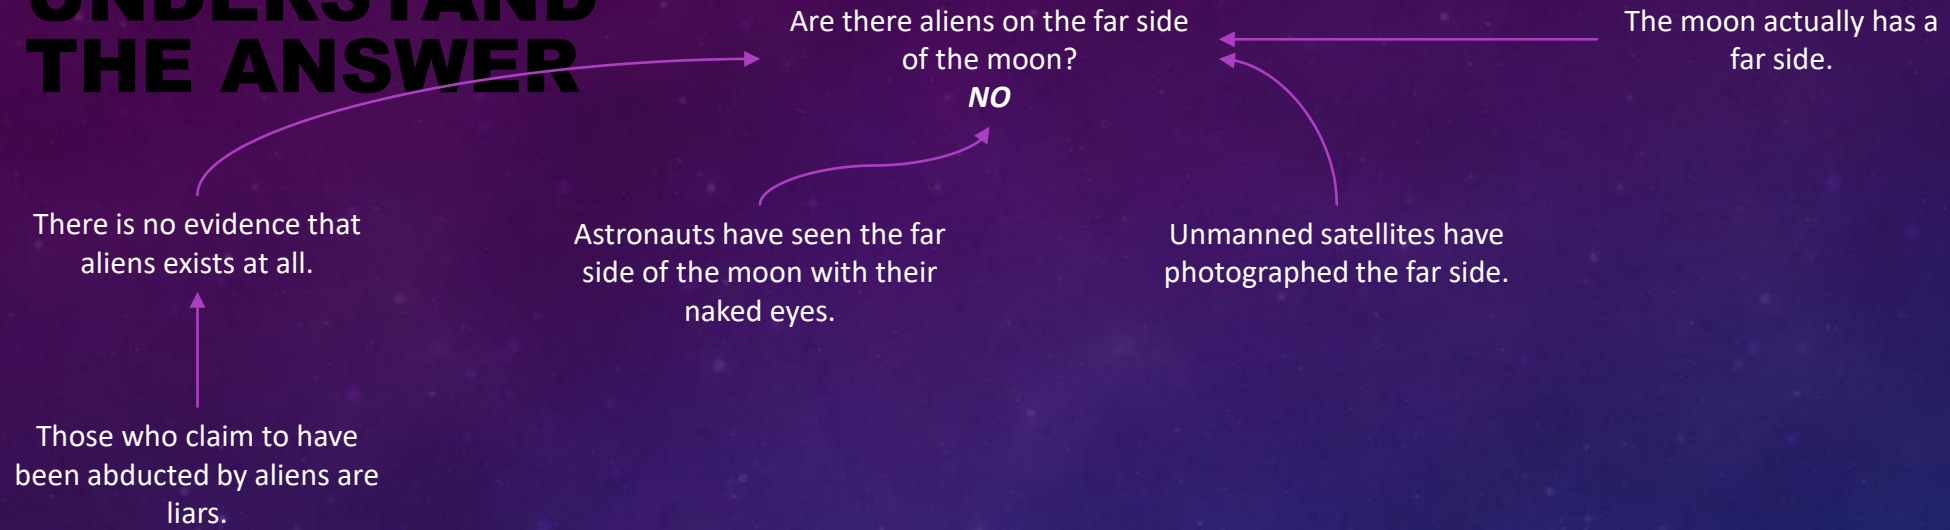 UNDERSTAND
THE ANSWER
Are there aliens on the far side
of the moon?
NO
The moon actually has a
far side.
There is no evidence that
aliens exists at all.
Astronauts have seen the far
side of the moon with their
naked eyes.
Unmanned satellites have
photographed the far side.
Those who claim to have
been abducted by aliens are
liars.